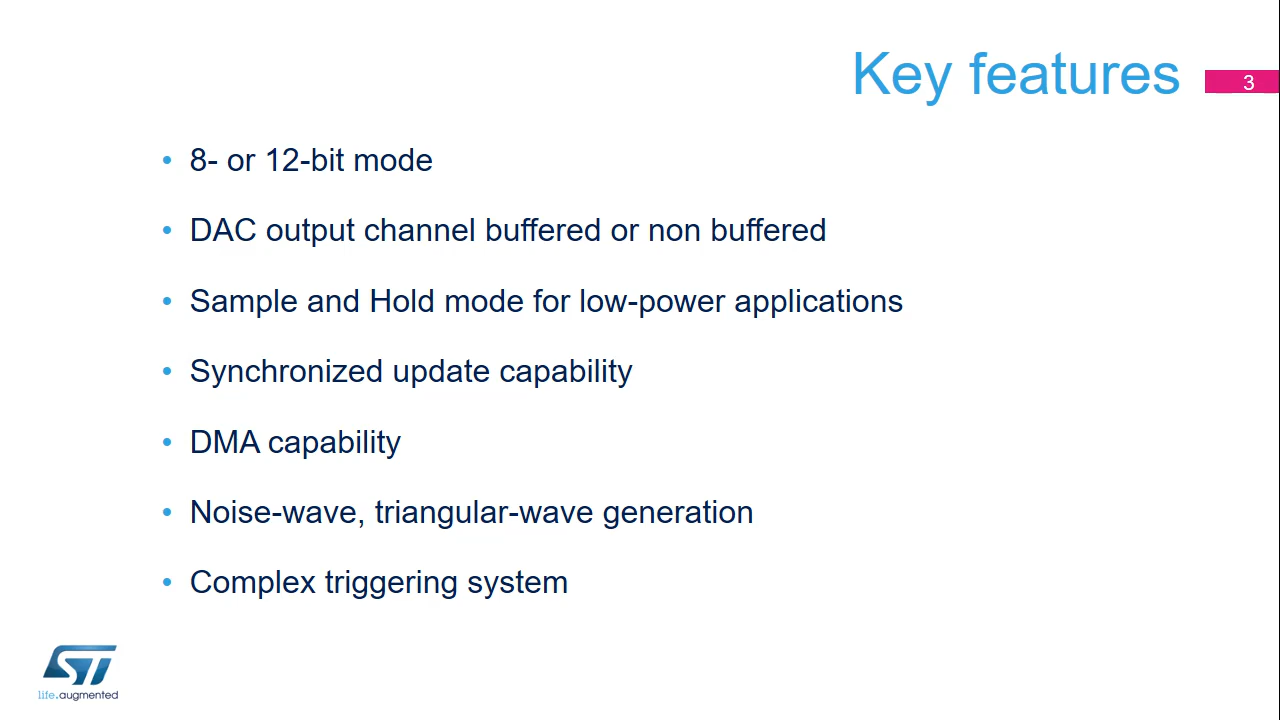 Key features
3
• 8- or 12-bit mode
• DAC output channel buffered or non buffered
• Sample and Hold mode for low-power applications
• Synchronized update capability
• DMA capability
• Noise-wave, triangular-wave generation
• Complex triggering system
ST
life.augmented